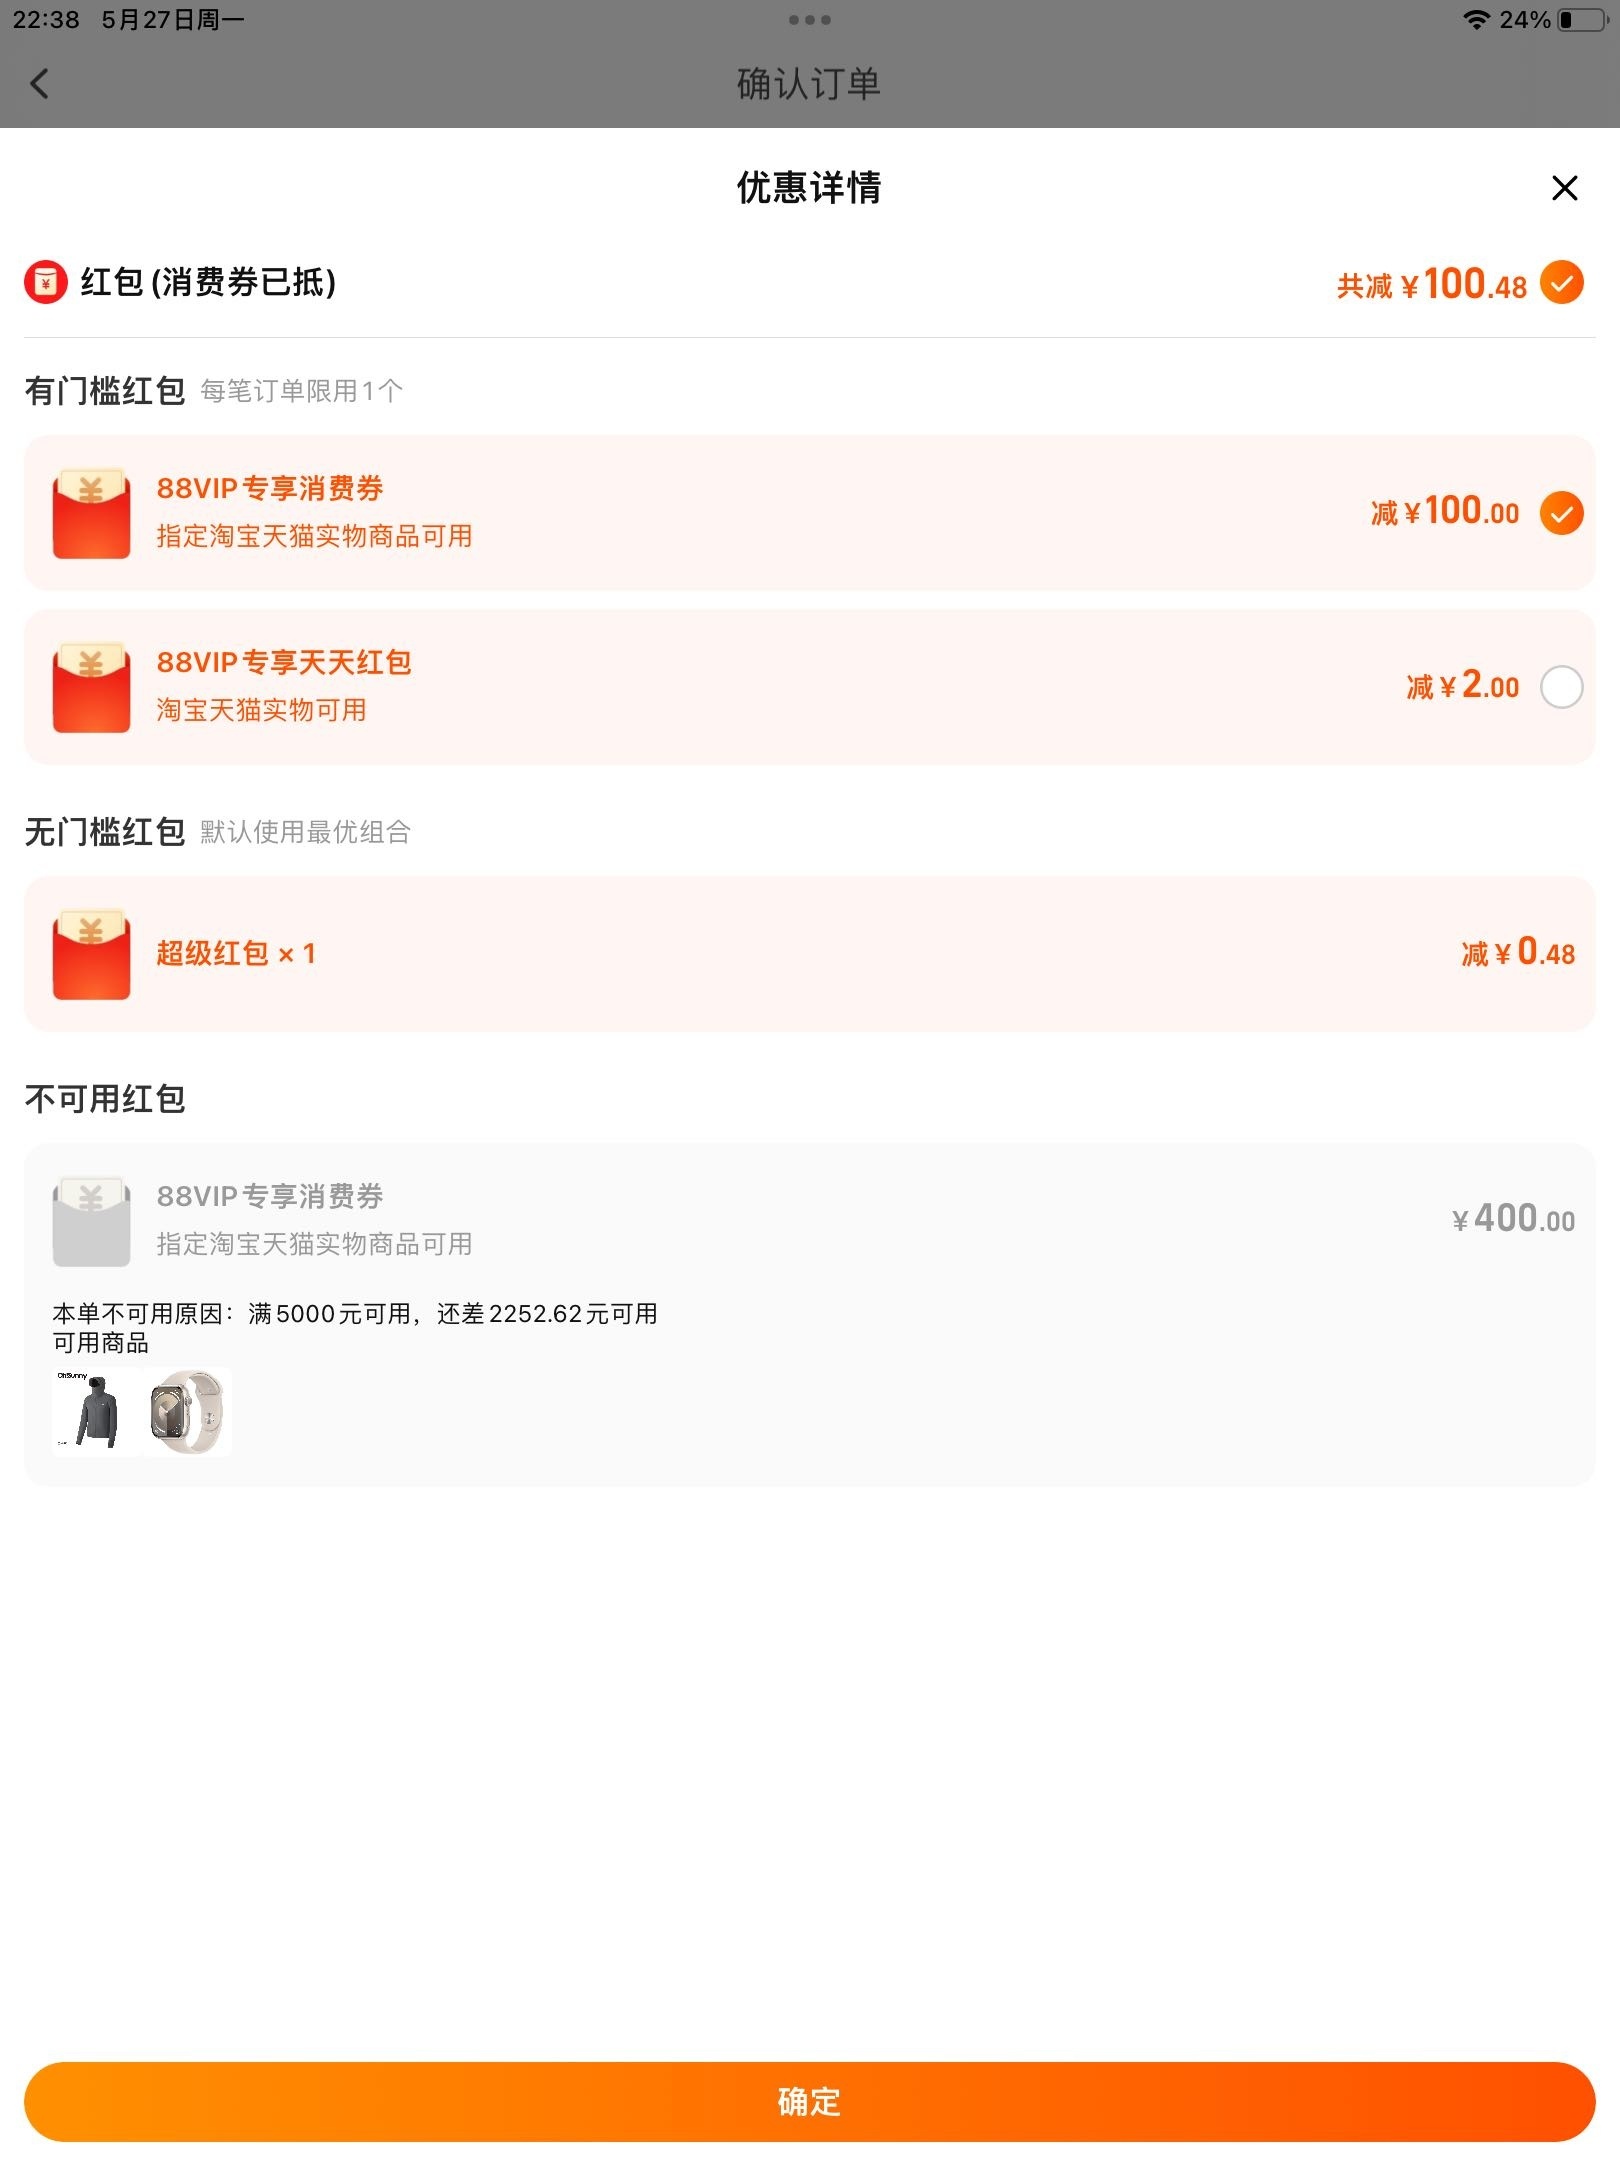 22:38 5月27日周一
24%
确认订单
优惠详情
红包(消费券已抵)
共减¥100.48
有门槛红包 每笔订单限用1个
88VIP专享消费券
指定淘宝天猫实物商品可用
减¥100.00
88VIP专享天天红包
淘宝天猫实物可用
减¥2.00
无门槛红包 默认使用最优组合
超级红包 × 1
减¥0.48
不可用红包
88VIP专享消费券
指定淘宝天猫实物商品可用
¥400.00
本单不可用原因：满5000元可用，还差2252.62元可用
可用商品
OhSunny
确定